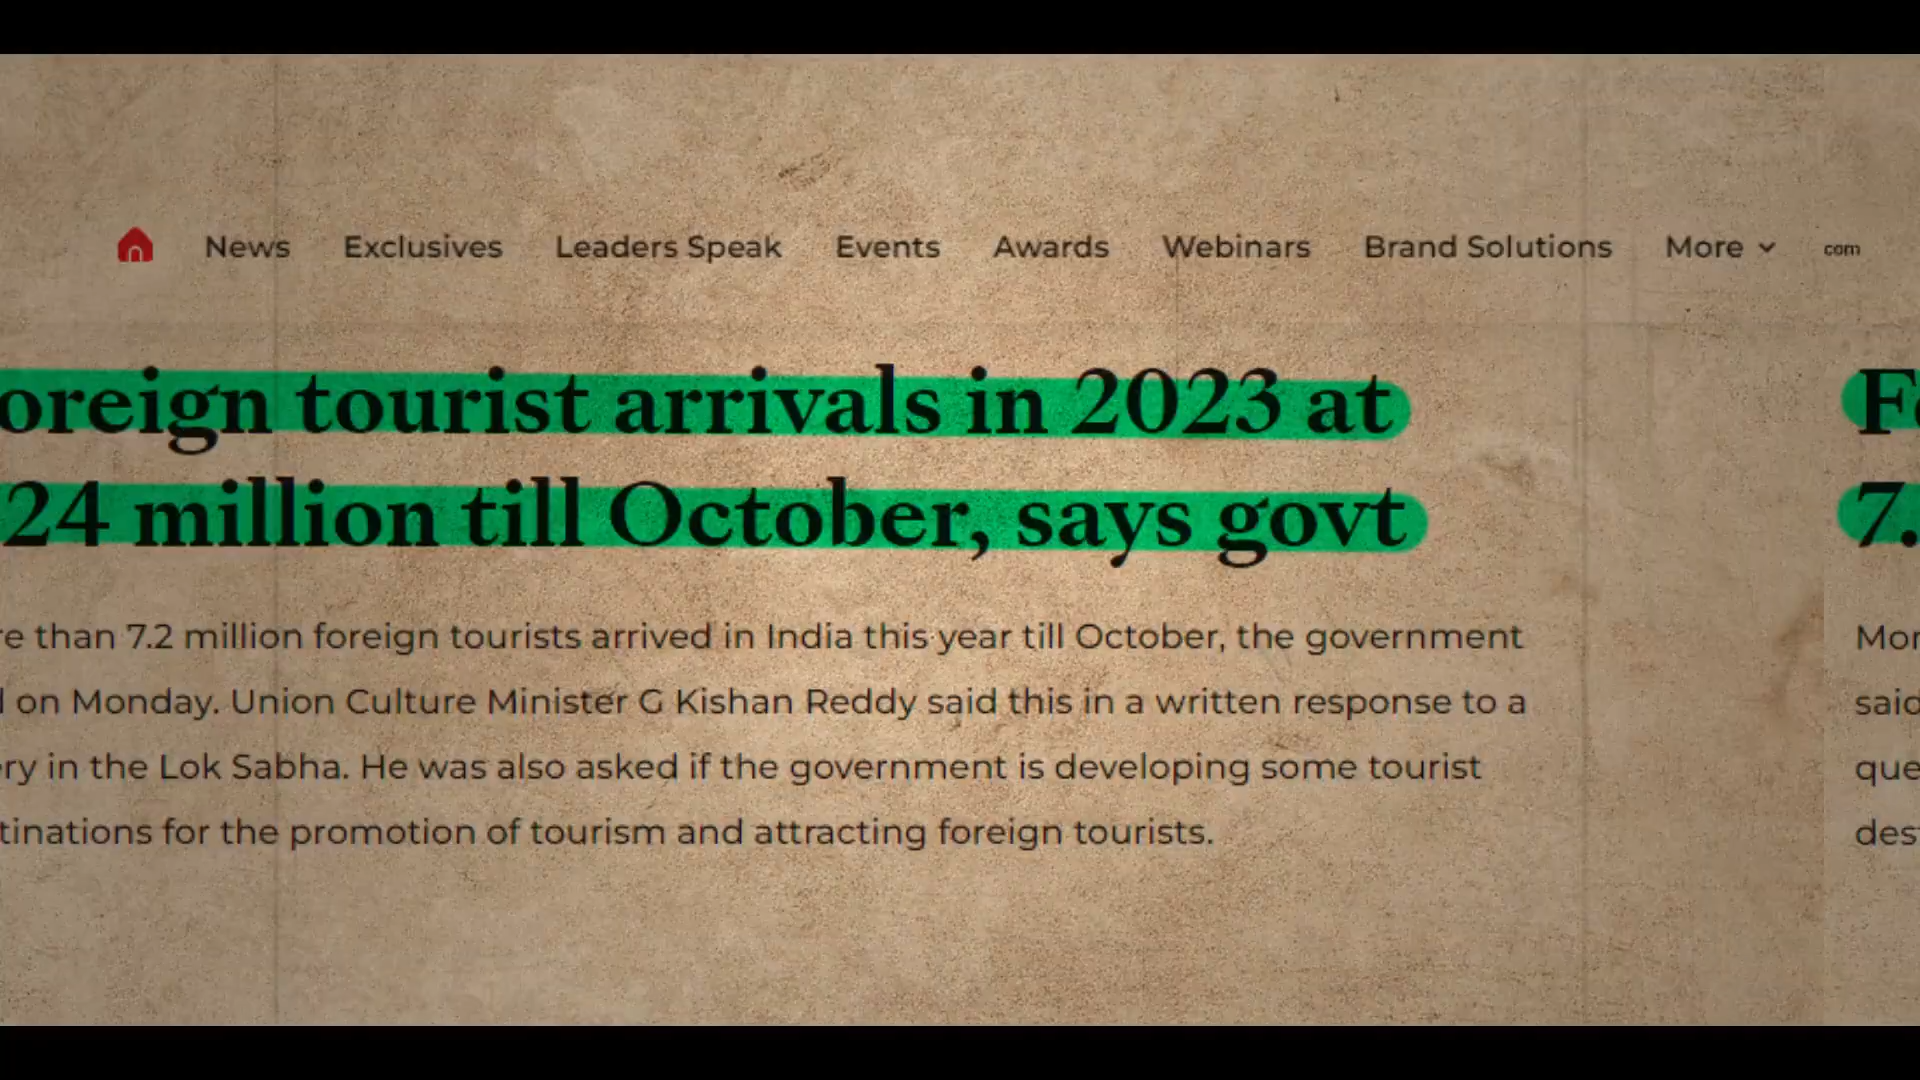 News Exclusives Leaders Speak Events Awards Webinars Brand Solutions More com
oreign tourist arrivals in 2023 at
24 million till October, says govt
re than 7.2 million foreign tourists arrived in India this year till October, the government
on Monday. Union Culture Minister G Kishan Reddy said this in a written response to a
ry in the Lok Sabha. He was also asked if the government is developing some tourist
tinations for the promotion of tourism and attracting foreign tourists.
F
7.
Mor
said
que
des